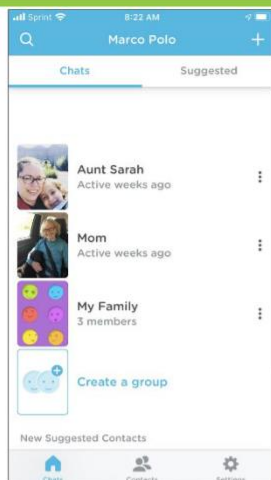 Sprint 8:22 AM
Marco Polo
Chats Suggested
Aunt Sarah
Active weeks ago
Mom
Active weeks ago
My Family
3 members
Create a group
New Suggested Contacts
Chats Contacts Settings